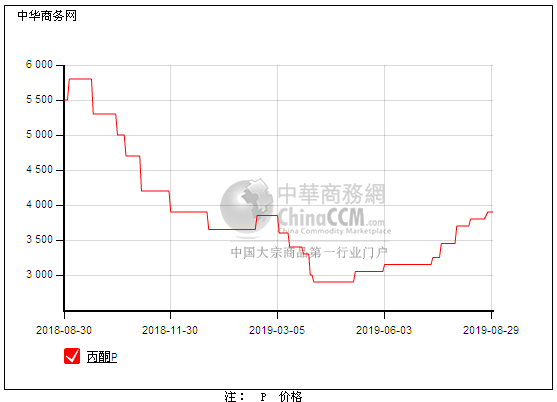 中华商务网
6 000
5 500
5 000
4 500
4 000
3 500
3 000
中華商務網
ChinaCCM.com
China Commodity Marketplace
中国大宗商品第一行业门户
2018-08-30 2018-11-30 2019-03-05 2019-06-03 2019-08-29
丙酮P
注： P 价格